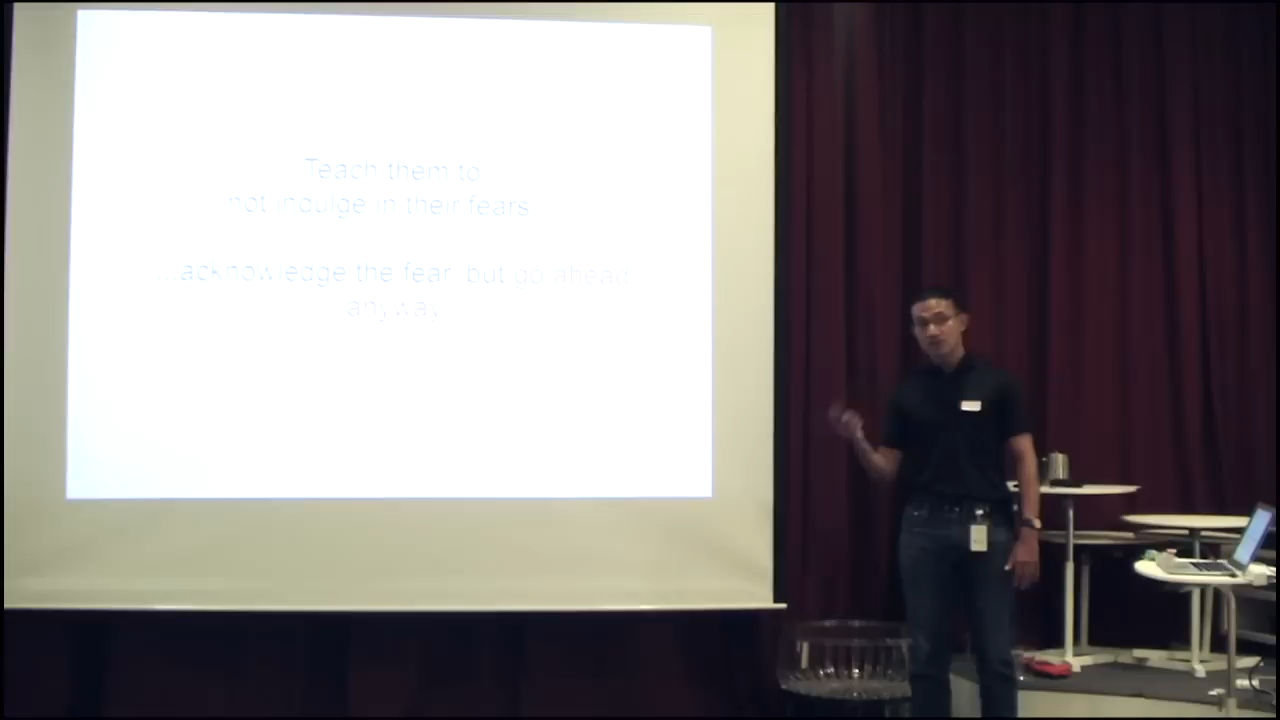 Teach them to
not indulge in their fears
...acknowledge the fear, but go ahead
anyway